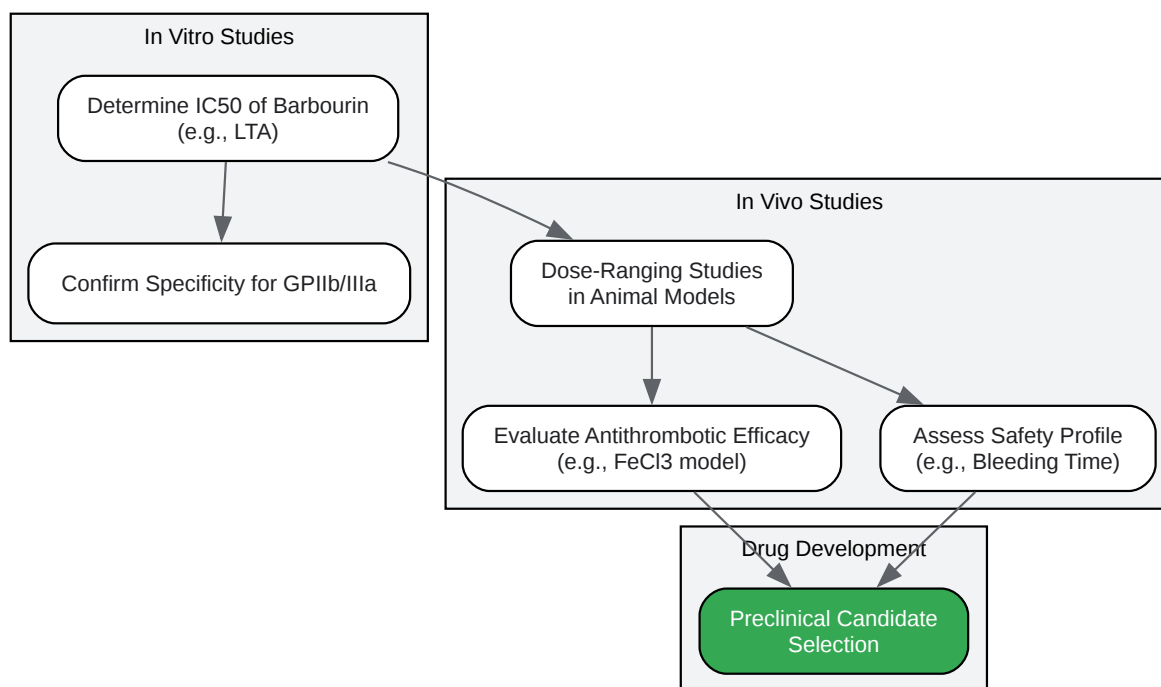 In Vitro Studies
Determine IC50 of Barbourin
(e.g., LTA)
Confirm Specificity for GPIIb/IIIa
In Vivo Studies
Dose-Ranging Studies
in Animal Models
Evaluate Antithrombotic Efficacy
(e.g., FeCl3 model)
Assess Safety Profile
(e.g., Bleeding Time)
Drug Development
Preclinical Candidate
Selection